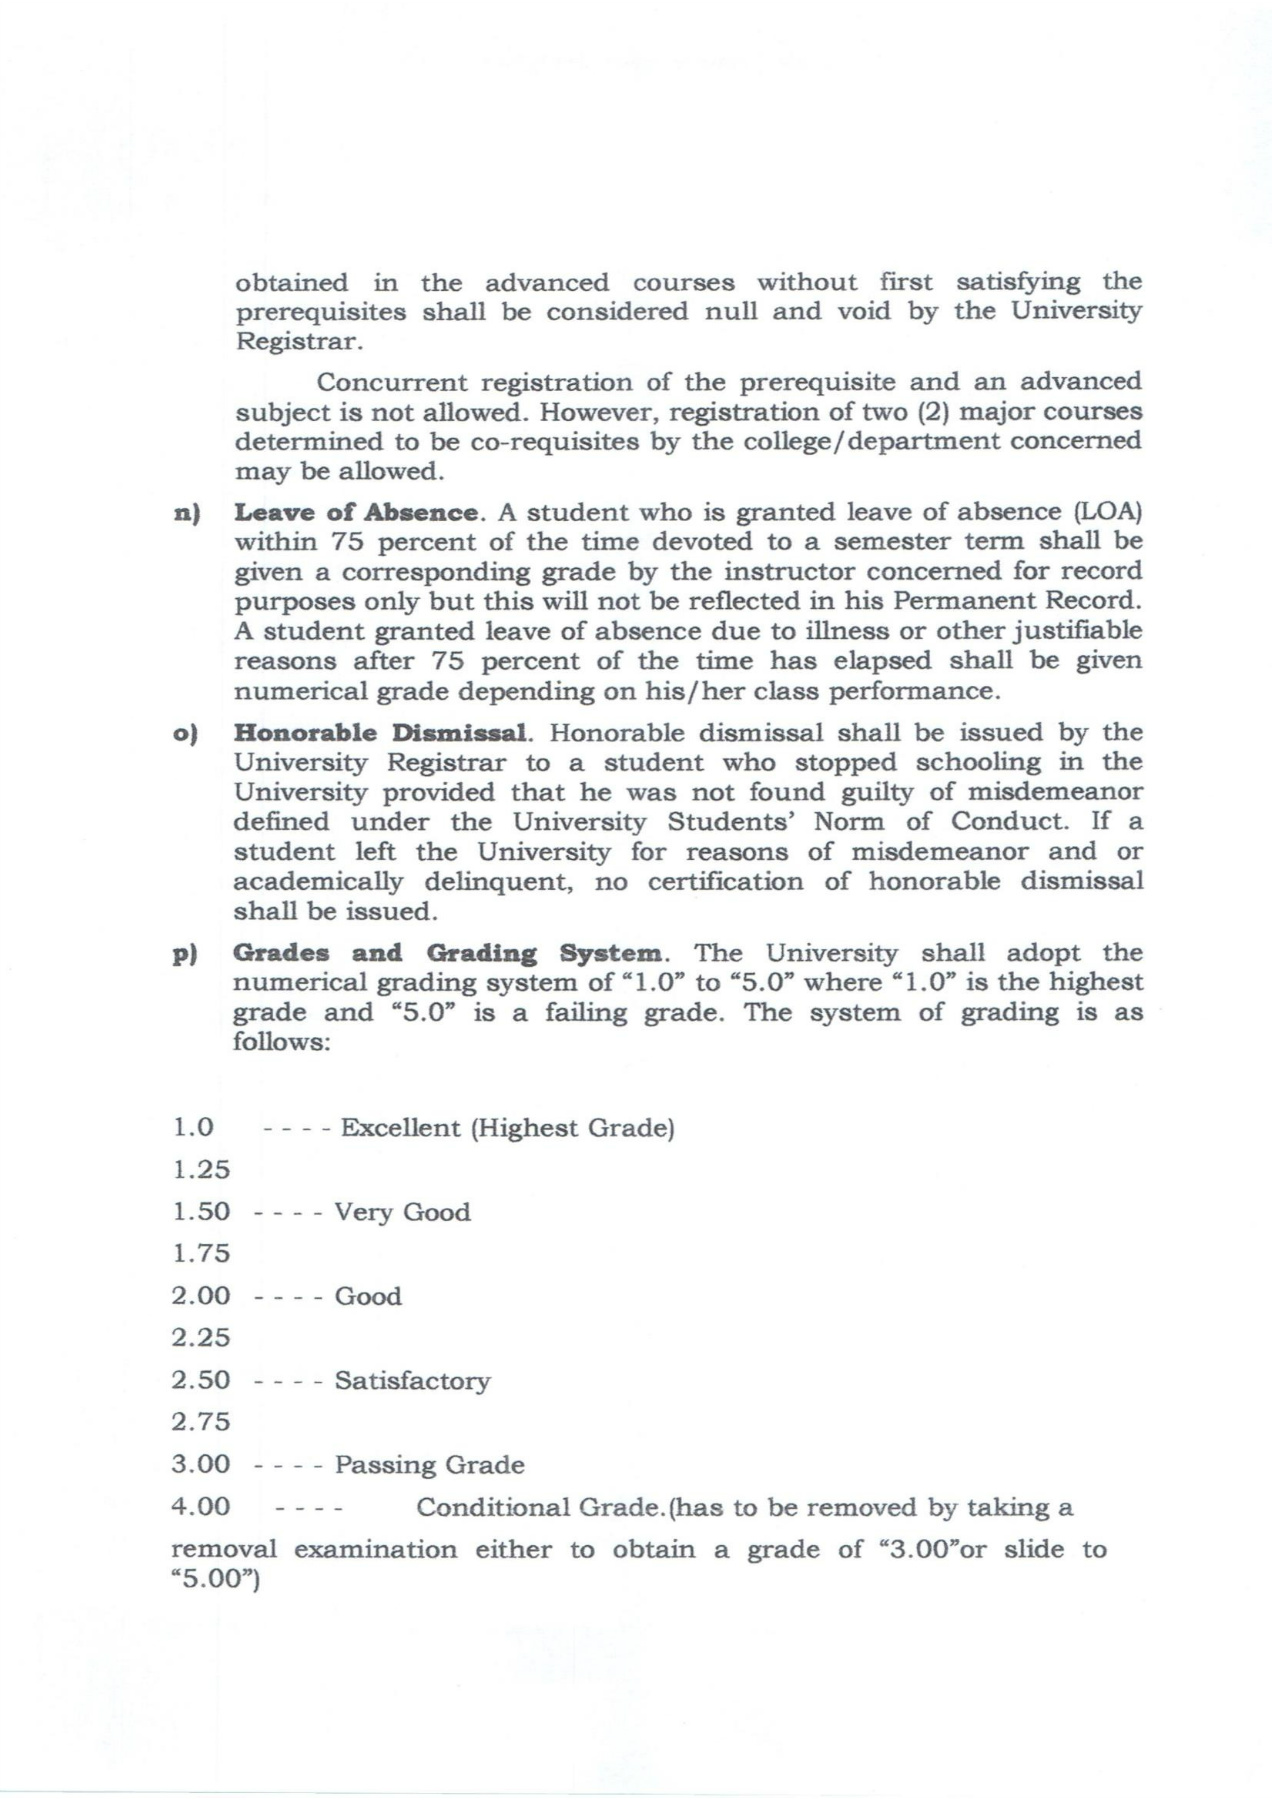 obtained in the advanced courses without first satisfying the
prerequisites shall be considered null and void by the University
Registrar.
Concurrent registration of the prerequisite and an advanced
subject is not allowed. However, registration of two (2) major courses
determined to be co-requisites by the college/department concerned
may be allowed.
n) Leave of Absence. A student who is granted leave of absence (LOA)
within 75 percent of the time devoted to a semester term shall be
given a corresponding grade by the instructor concerned for record
purposes only but this will not be reflected in his Permanent Record.
A student granted leave of absence due to illness or other justifiable
reasons after 75 percent of the time has elapsed shall be given
numerical grade depending on his/her class performance.
o) Honorable Dismissal. Honorable dismissal shall be issued by the
University Registrar to a student who stopped schooling in the
University provided that he was not found guilty of misdemeanor
defined under the University Students’ Norm of Conduct. If a
student left the University for reasons of misdemeanor and or
academically delinquent, no certification of honorable dismissal
shall be issued.
p) Grades and Grading System. The University shall adopt the
numerical grading system of “1.0” to “5.0” where “1.0” is the highest
grade and “5.0” is a failing grade. The system of grading is as
follows:
1.0 - - - - Excellent (Highest Grade)
1.25
1.50 - - - - Very Good
1.75
2.00 - - - - Good
2.25
2.50 - - - - Satisfactory
2.75
3.00 - - - - Passing Grade
4.00 - - - - Conditional Grade.(has to be removed by taking a
removal examination either to obtain a grade of “3.00”or slide to
“5.00”)